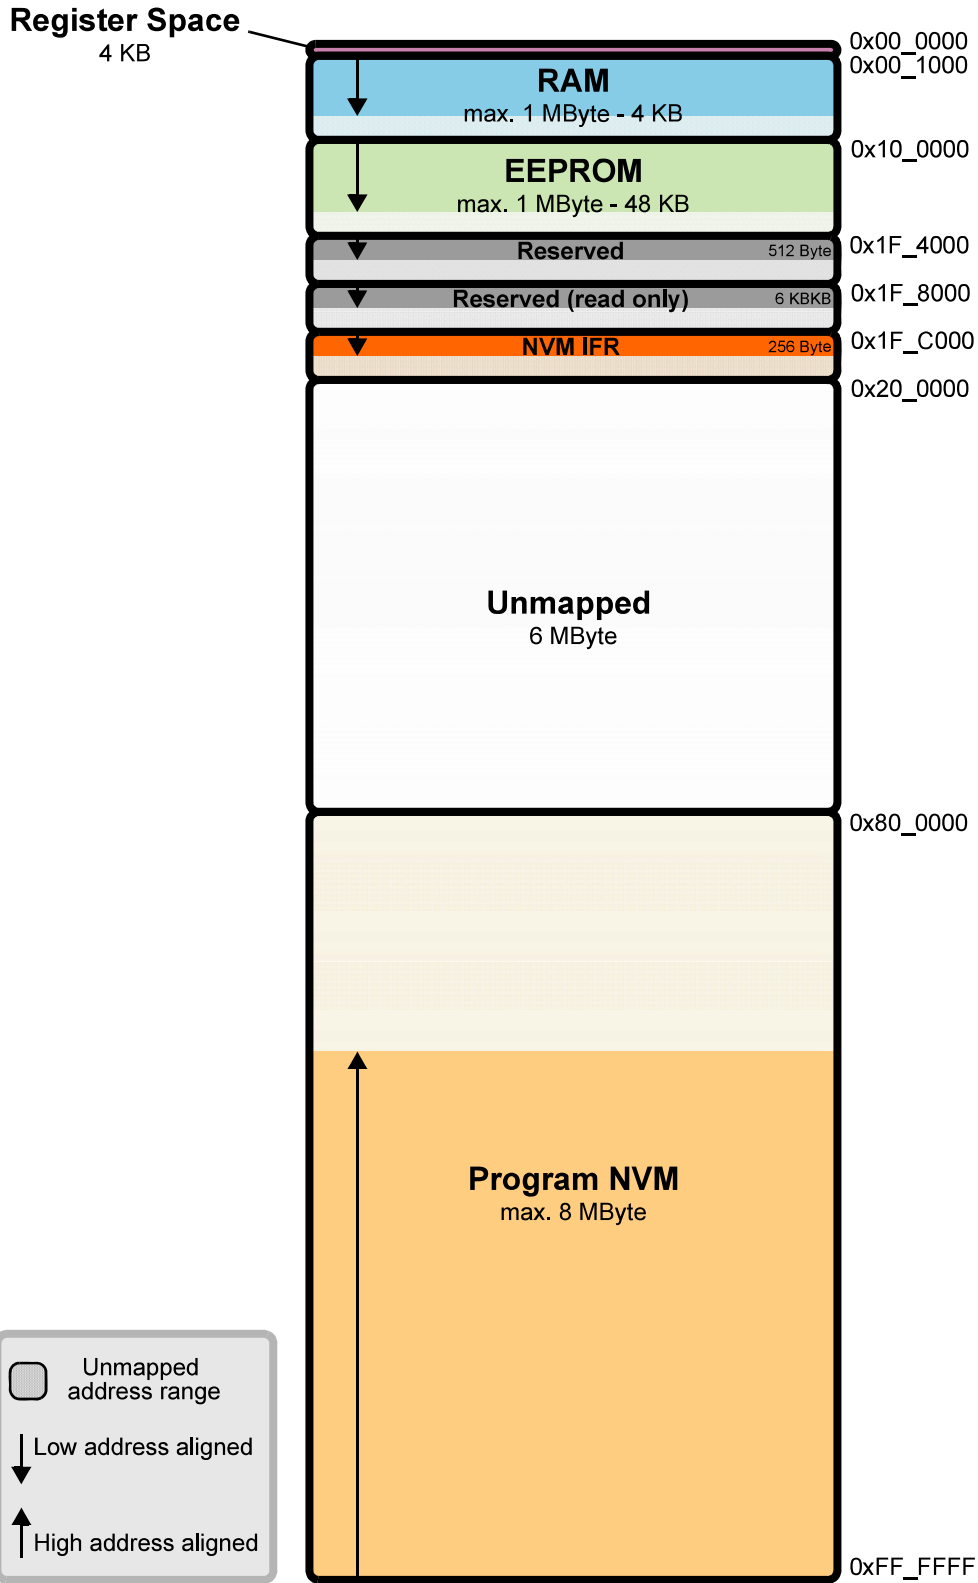 Register Space
4 KB
0x00_0000
0x00_1000
RAM
max. 1 MByte - 4 KB
0x10_0000
EEPROM
max. 1 MByte - 48 KB
0x1F_4000
Reserved 512 Byte
0x1F_8000
Reserved (read only) 6 KBKB
0x1F_C000
NVM IFR 256 Byte
0x20_0000
Unmapped
6 MByte
0x80_0000
Program NVM
max. 8 MByte
Unmapped
address range
Low address aligned
High address aligned
0xFF_FFFF